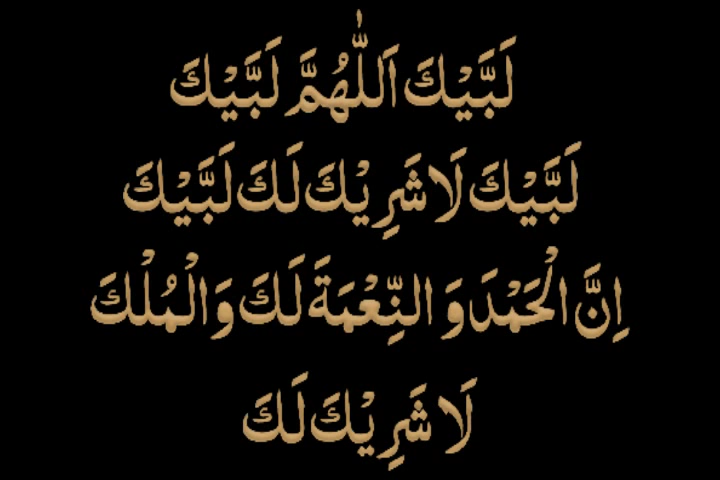 لَبَّيْكَ اَللّٰهُمَّ لَبَّيْكَ
لَبَّيْكَ لَا شَرِيْكَ لَكَ لَبَّيْكَ
اِنَّ الْحَمْدَ وَ النِّعْمَةَ لَكَ وَالْمُلْكَ
لَا شَرِيْكَ لَكَ